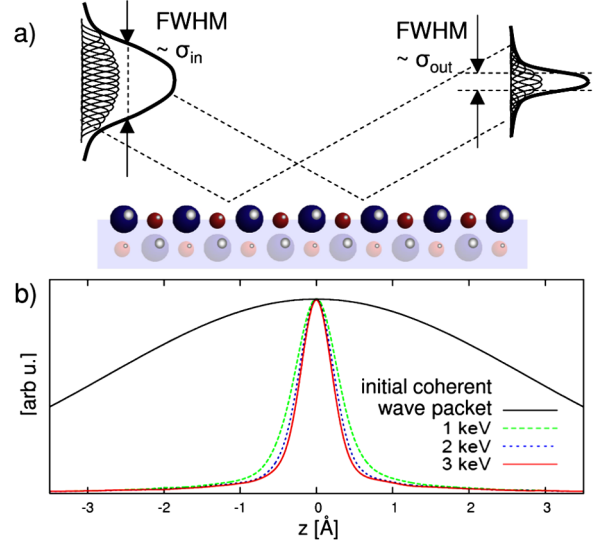 a)
FWHM
~ σin
FWHM
~ σout
b)
[arb u.]
initial coherent
wave packet
1 keV
2 keV
3 keV
-3 -2 -1 0 1 2 3
z [Å]